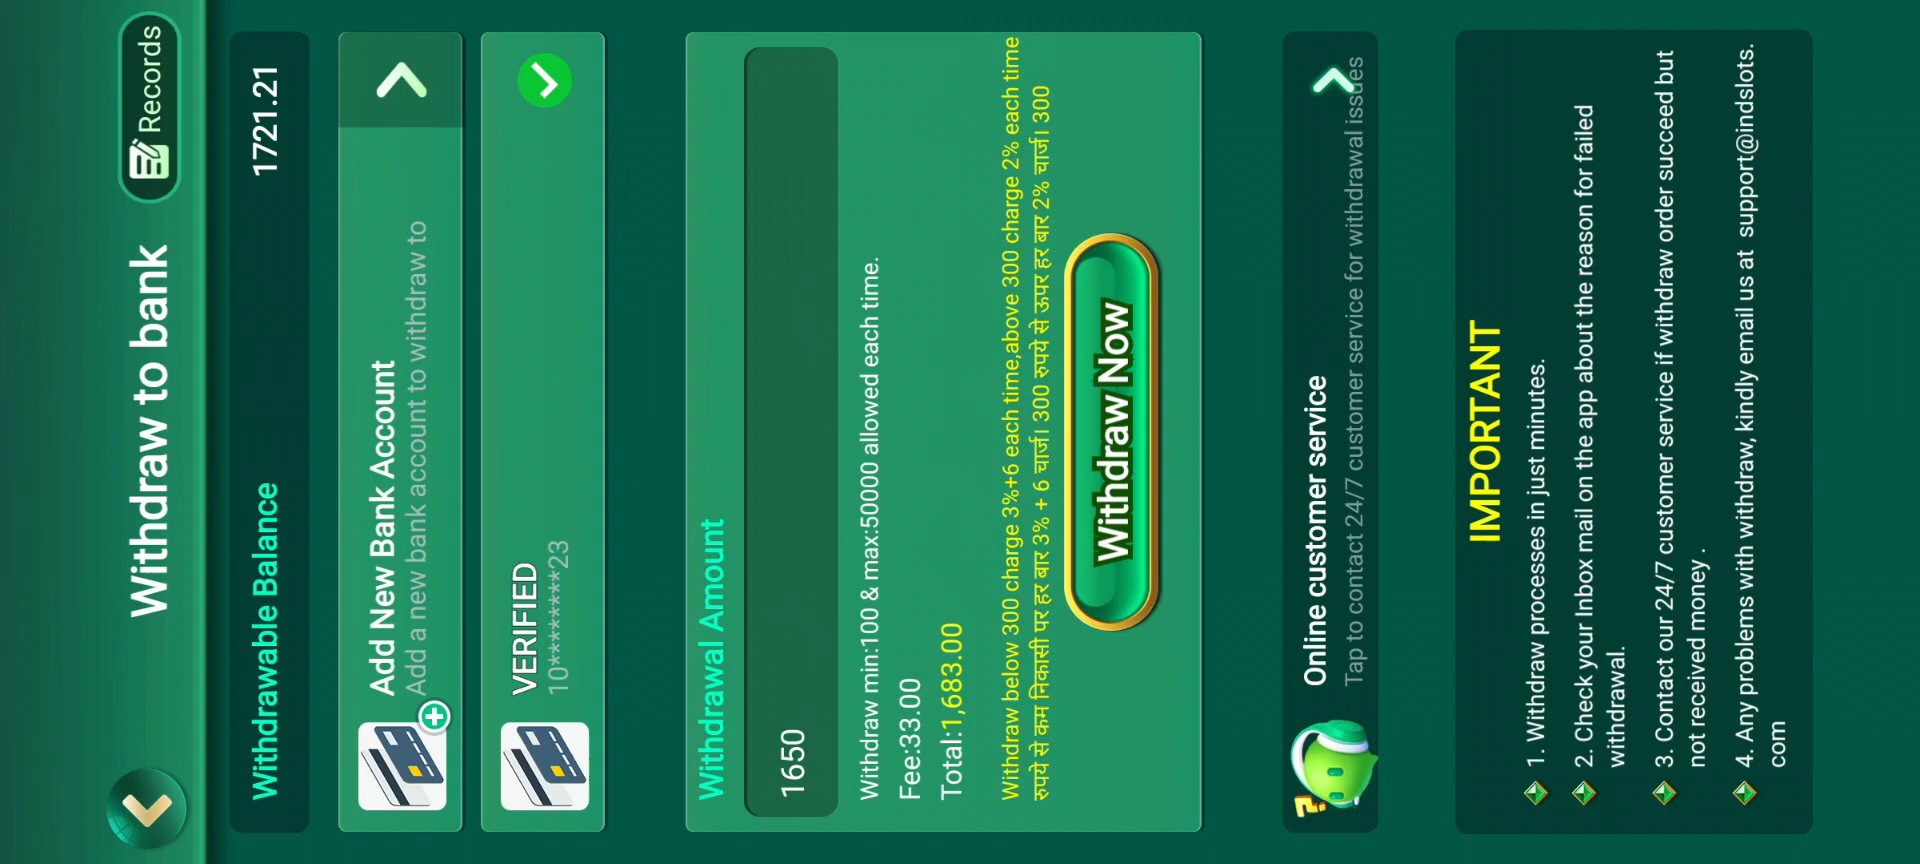 Withdraw to bank
Records
Withdrawable Balance
1721.21
Add New Bank Account
Add a new bank account to withdraw to
VERIFIED
10*********23
Withdrawal Amount
1650
Withdraw min:100 & max:50000 allowed each time.
Fee:33.00
Total:1,683.00
Withdraw below 300 charge 3%+6 each time,above 300 charge 2% each time
रुपये से कम निकासी पर हर बार 3% + 6 चार्ज। 300 रुपये से ऊपर हर बार 2% चार्ज। 300
Withdraw Now
Online customer service
Tap to contact 24/7 customer service for withdrawal issues
IMPORTANT
1. Withdraw processes in just minutes.
2. Check your Inbox mail on the app about the reason for failed
withdrawal.
3. Contact our 24/7 customer service if withdraw order succeed but
not received money .
4. Any problems with withdraw, kindly email us at support@indslots.
com